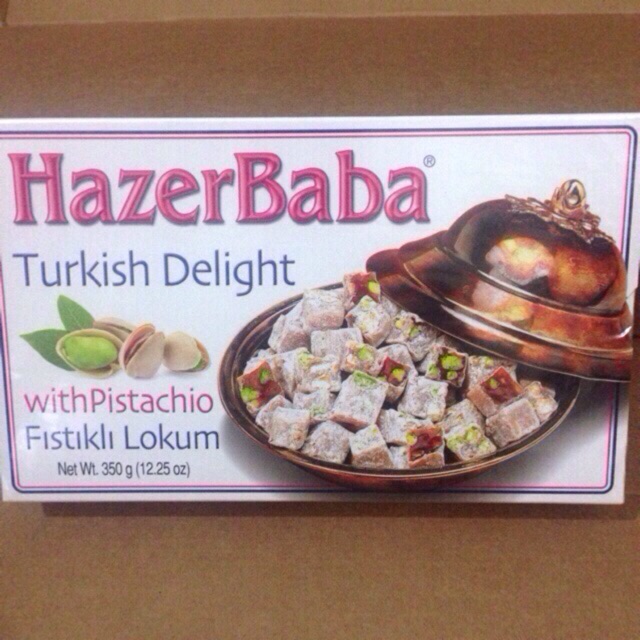 HazerBaba®
Turkish Delight
withPistachio
Fıstıklı Lokum
Net Wt. 350 g (12.25 oz)